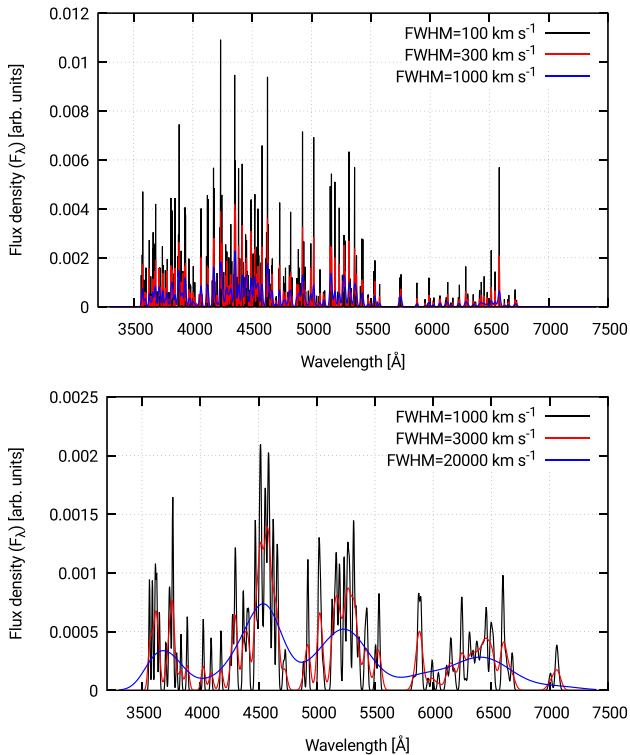 0.012
0.01
0.008
0.006
0.004
0.002
0
Flux density (Fλ) [arb. units]
FWHM=100 km s-1
FWHM=300 km s-1
FWHM=1000 km s-1
3500 4000 4500 5000 5500 6000 6500 7000 7500
Wavelength [Å]
0.0025
0.002
0.0015
0.001
0.0005
0
Flux density (Fλ) [arb. units]
FWHM=1000 km s-1
FWHM=3000 km s-1
FWHM=20000 km s-1
3500 4000 4500 5000 5500 6000 6500 7000 7500
Wavelength [Å]